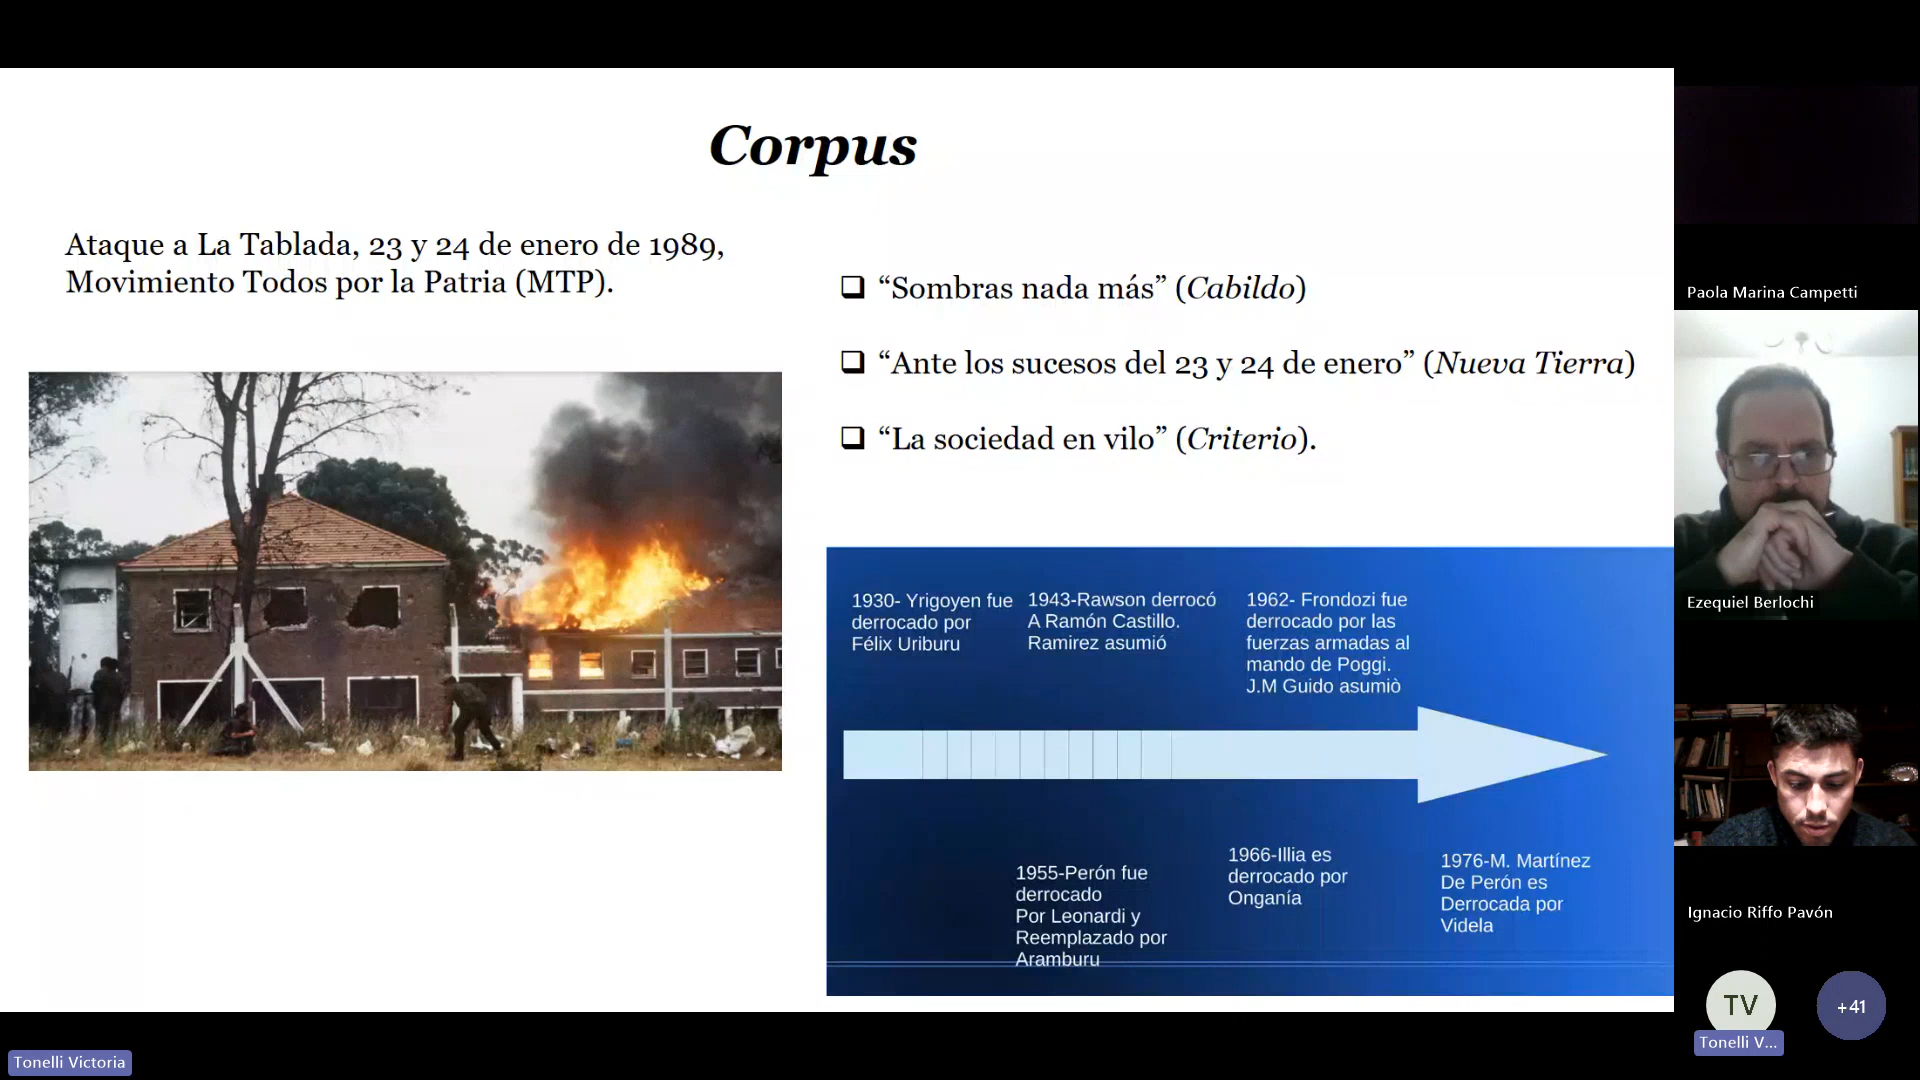 Corpus
Ataque a La Tablada, 23 y 24 de enero de 1989,
Movimiento Todos por la Patria (MTP).
“Sombras nada más” (Cabildo)
“Ante los sucesos del 23 y 24 de enero” (Nueva Tierra)
“La sociedad en vilo” (Criterio).
1930- Yrigoyen fue
derrocado por
Félix Uriburu
1943-Rawson derrocó
A Ramón Castillo.
Ramirez asumió
1962- Frondozi fue
derrocado por las
fuerzas armadas al
mando de Poggi.
J.M Guido asumiò
1955-Perón fue
derrocado
Por Leonardi y
Reemplazado por
Aramburu
1966-Illia es
derrocado por
Onganía
1976-M. Martínez
De Perón es
Derrocada por
Videla
Paola Marina Campetti
Ezequiel Berlochi
Ignacio Riffo Pavón
TV
+41
Tonelli V...
Tonelli Victoria